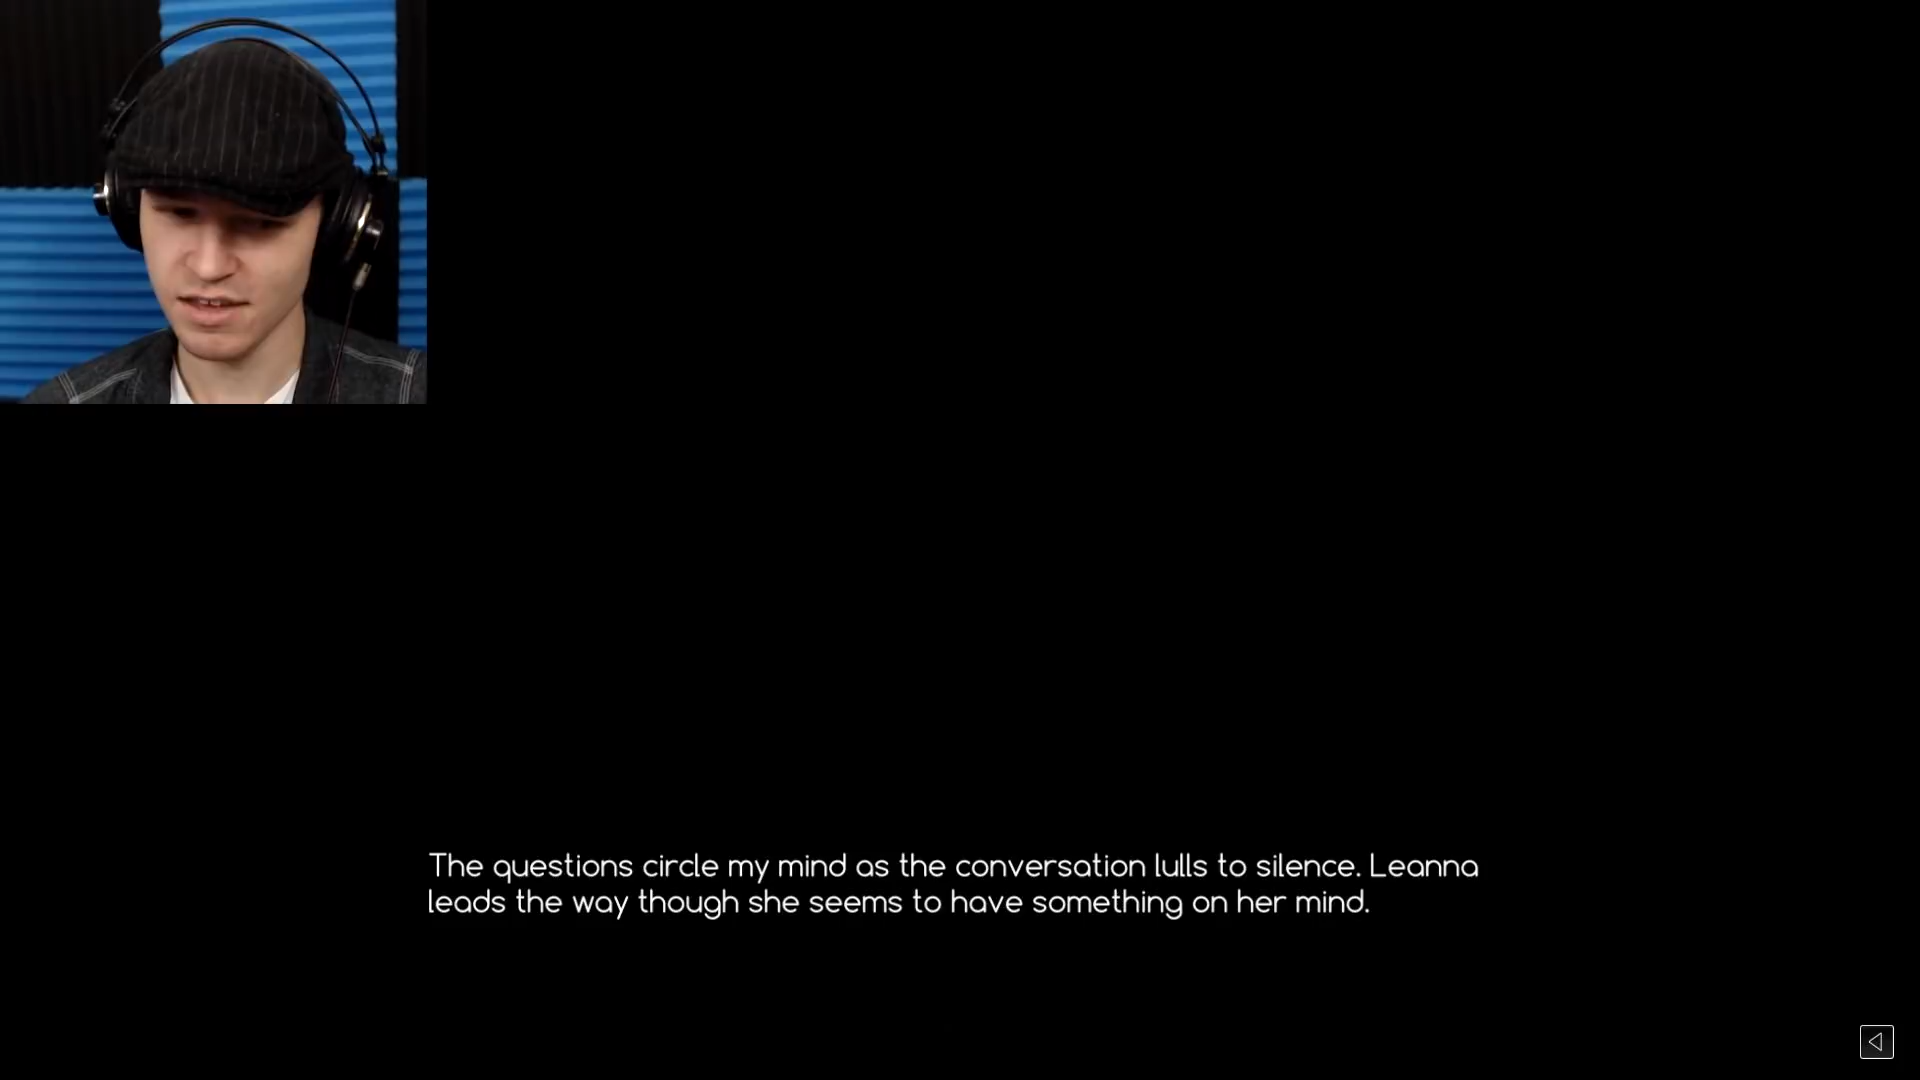 The questions circle my mind as the conversation lulls to silence. Leanna
leads the way though she seems to have something on her mind.